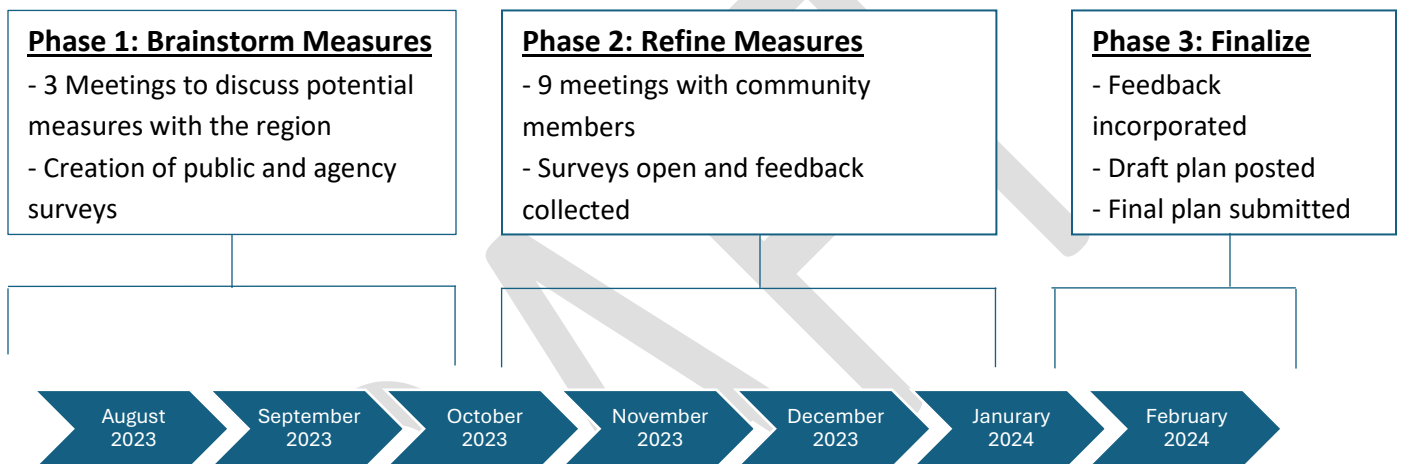 Phase 1: Brainstorm Measures
- 3 Meetings to discuss potential
measures with the region
- Creation of public and agency
surveys
Phase 2: Refine Measures
- 9 meetings with community
members
- Surveys open and feedback
collected
Phase 3: Finalize
- Feedback
incorporated
- Draft plan posted
- Final plan submitted
August
2023
September
2023
October
2023
November
2023
December
2023
Janurary
2024
February
2024